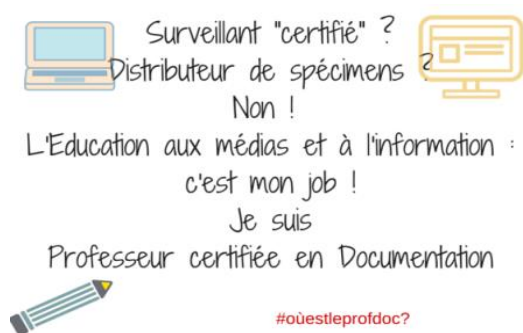 Surveillant "certifié" ?
Distributeur de spécimens ?
Non !
L'Education aux médias et à l'information :
c'est mon job !
Je suis
Professeur certifiée en Documentation
#oùestleprofdoc?